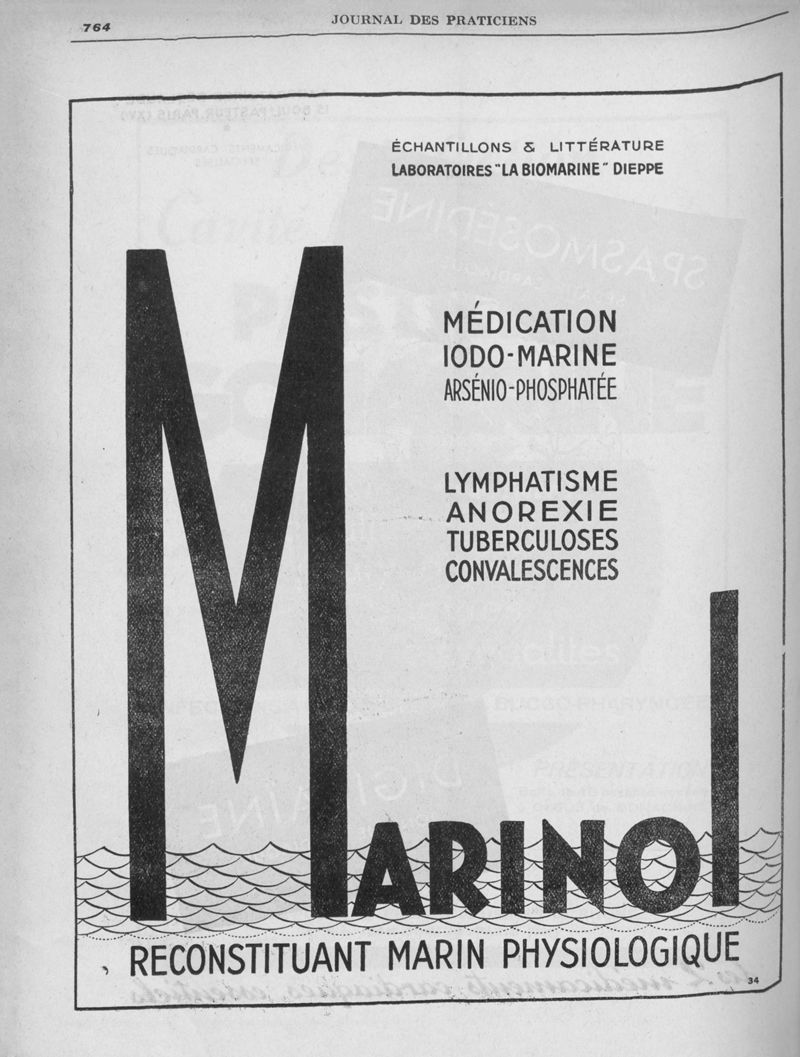 764
JOURNAL DES PRATICIENS
ÉCHANTILLONS & LITTÉRATURE
LABORATOIRES "LA BIOMARINE" DIEPPE
MÉDICATION
IODO-MARINE
ARSÉNIO-PHOSPHATÉE
LYMPHATISME
ANOREXIE
TUBERCULOSES
CONVALESCENCES
MARINOl
RECONSTITUANT MARIN PHYSIOLOGIQUE
34